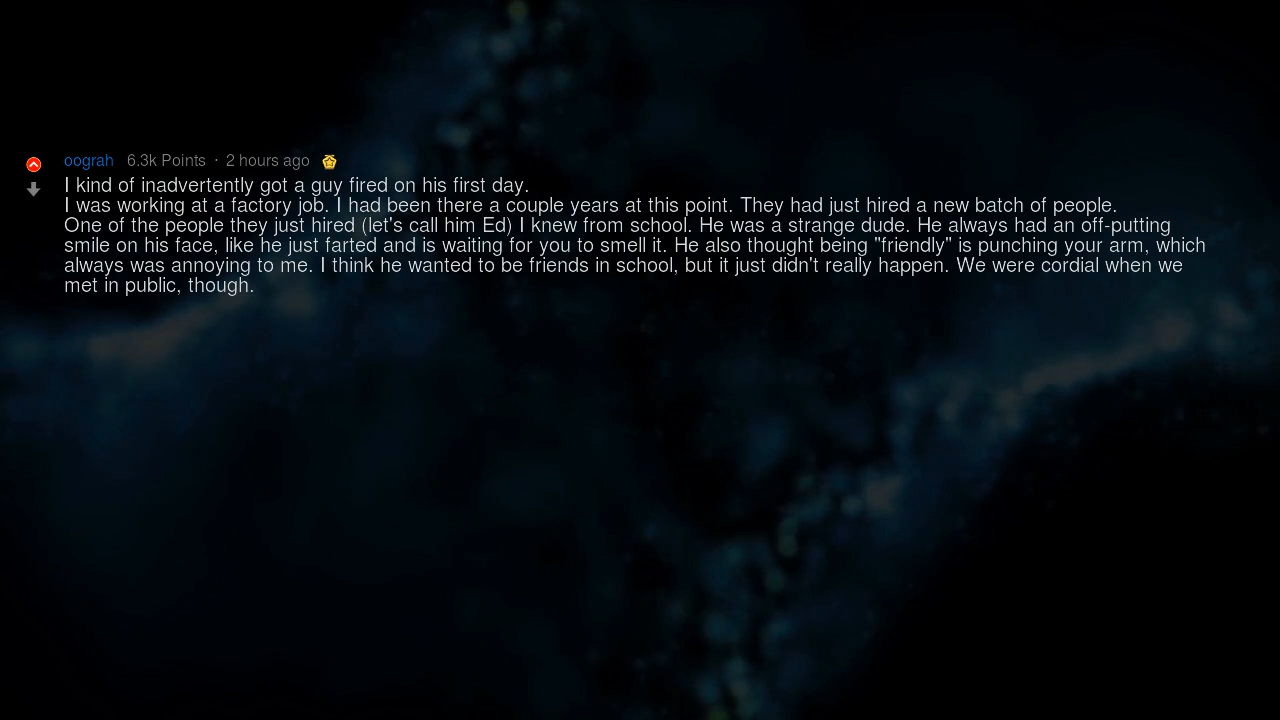 oograh 6.3k Points · 2 hours ago
I kind of inadvertently got a guy fired on his first day.
I was working at a factory job. I had been there a couple years at this point. They had just hired a new batch of people.
One of the people they just hired (let's call him Ed) I knew from school. He was a strange dude. He always had an off-putting
smile on his face, like he just farted and is waiting for you to smell it. He also thought being "friendly" is punching your arm, which
always was annoying to me. I think he wanted to be friends in school, but it just didn't really happen. We were cordial when we
met in public, though.